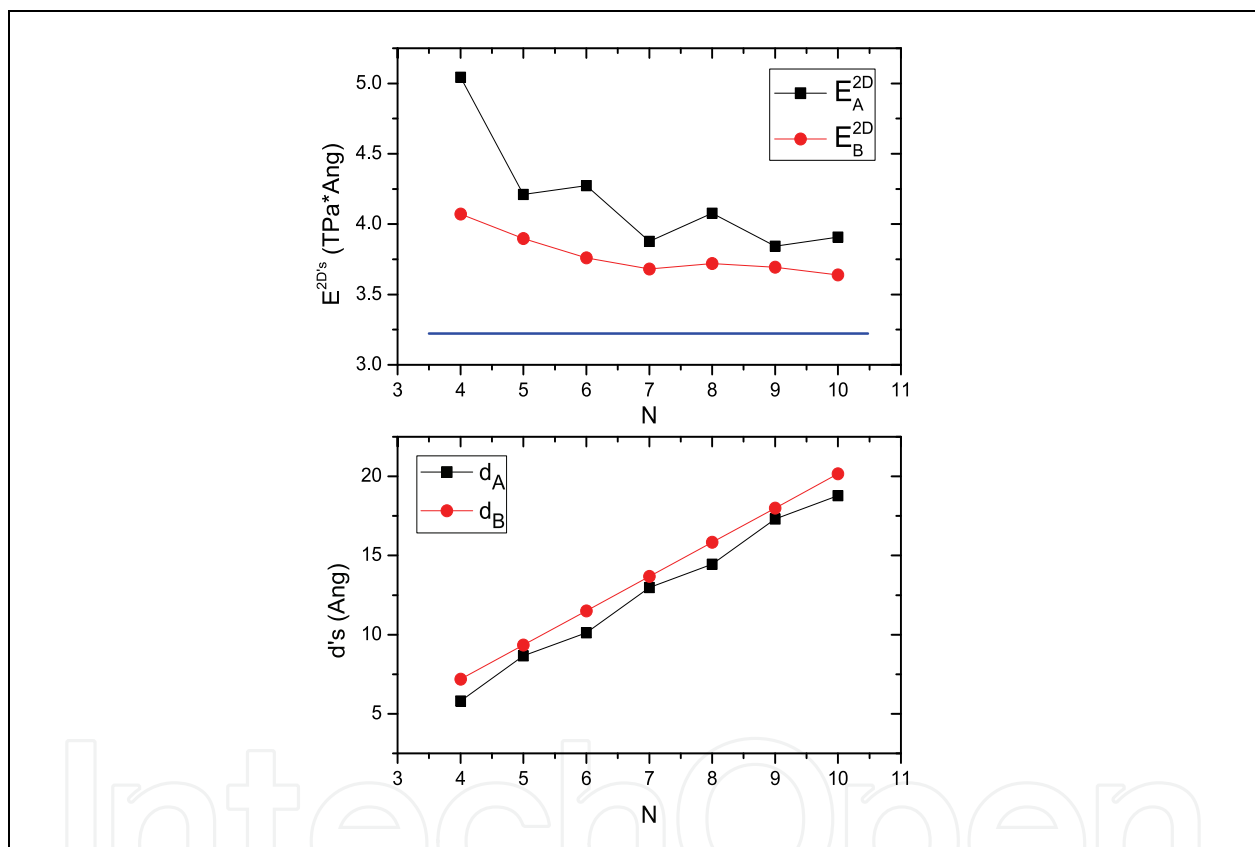 5.0
4.5
4.0
3.5
3.0
E^2D's (TPa*Ang)
E_A^2D
E_B^2D
3 4 5 6 7 8 9 10 11
N
20
15
10
5
d's (Ang)
d_A
d_B
3 4 5 6 7 8 9 10 11
N
IntechOpen